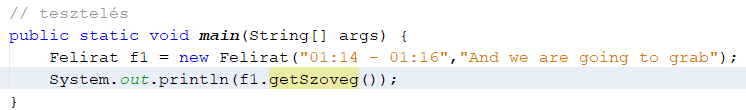 // tesztelés
public static void main(String[] args) {
Felirat f1 = new Felirat("01:14 - 01:16","And we are going to grab");
System.out.println(f1.getSzoveg());
}